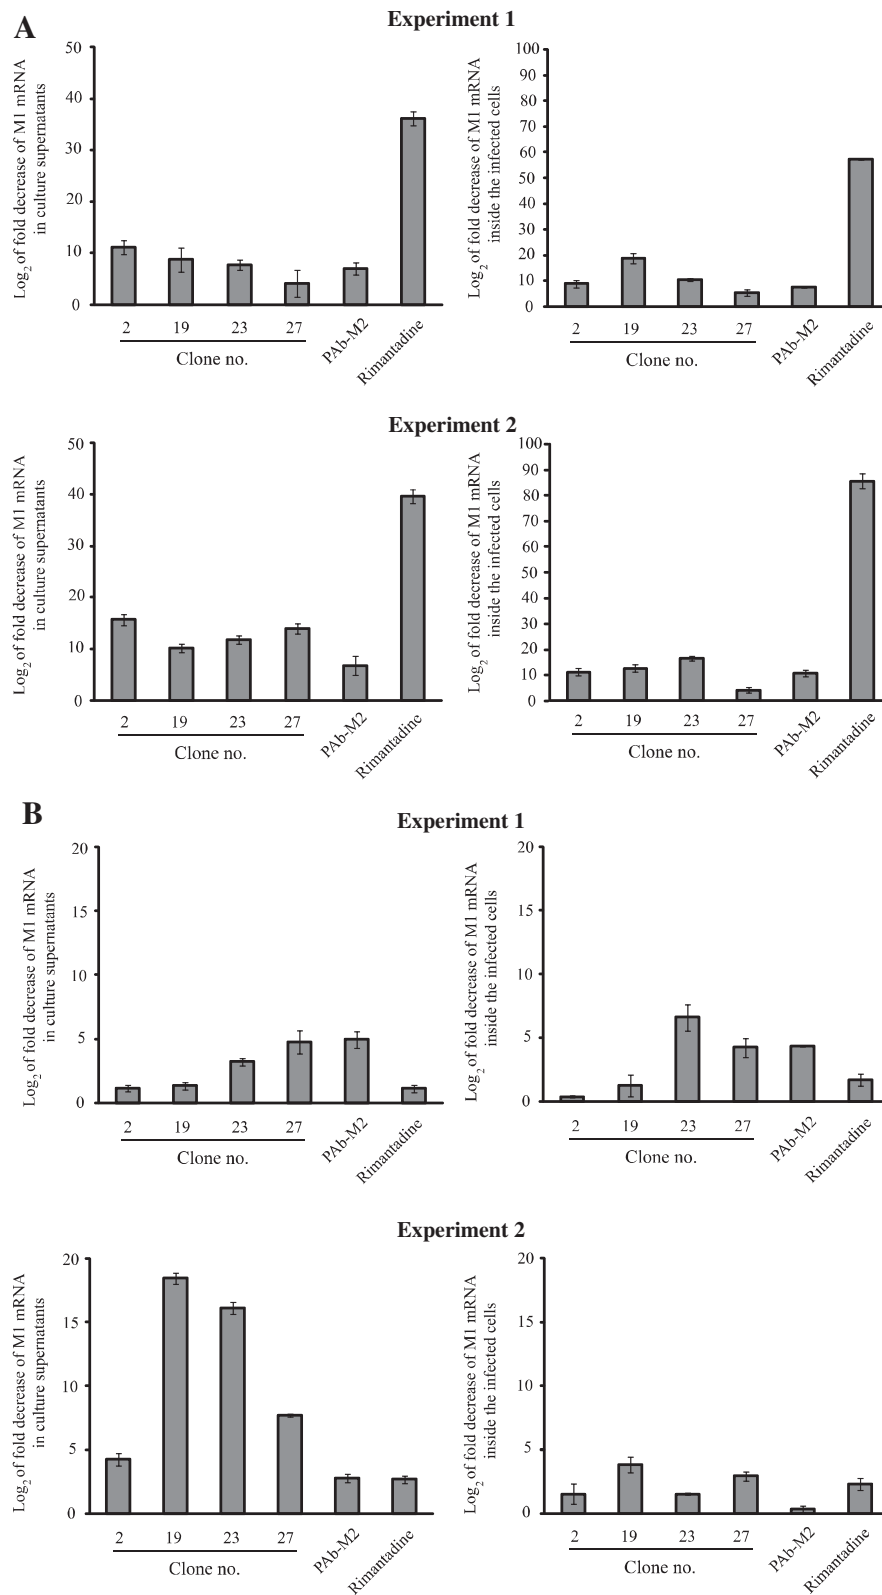 A
Experiment 1
Log2 of fold decrease of M1 mRNA
in culture supernatants
50
40
30
20
10
0
2 19 23 27 PAb-M2 Rimantadine
Clone no.
Log2 of fold decrease of M1 mRNA
inside the infected cells
100
90
80
70
60
50
40
30
20
10
0
2 19 23 27 PAb-M2 Rimantadine
Clone no.
Experiment 2
Log2 of fold decrease of M1 mRNA
in culture supernatants
50
40
30
20
10
0
2 19 23 27 PAb-M2 Rimantadine
Clone no.
Log2 of fold decrease of M1 mRNA
inside the infected cells
100
90
80
70
60
50
40
30
20
10
0
2 19 23 27 PAb-M2 Rimantadine
Clone no.
B
Experiment 1
Log2 of fold decrease of M1 mRNA
in culture supernatants
20
15
10
5
0
2 19 23 27 PAb-M2 Rimantadine
Clone no.
Log2 of fold decrease of M1 mRNA
inside the infected cells
20
15
10
5
0
2 19 23 27 PAb-M2 Rimantadine
Clone no.
Experiment 2
Log2 of fold decrease of M1 mRNA
in culture supernatants
20
15
10
5
0
2 19 23 27 PAb-M2 Rimantadine
Clone no.
Log2 of fold decrease of M1 mRNA
inside the infected cells
20
15
10
5
0
2 19 23 27 PAb-M2 Rimantadine
Clone no.